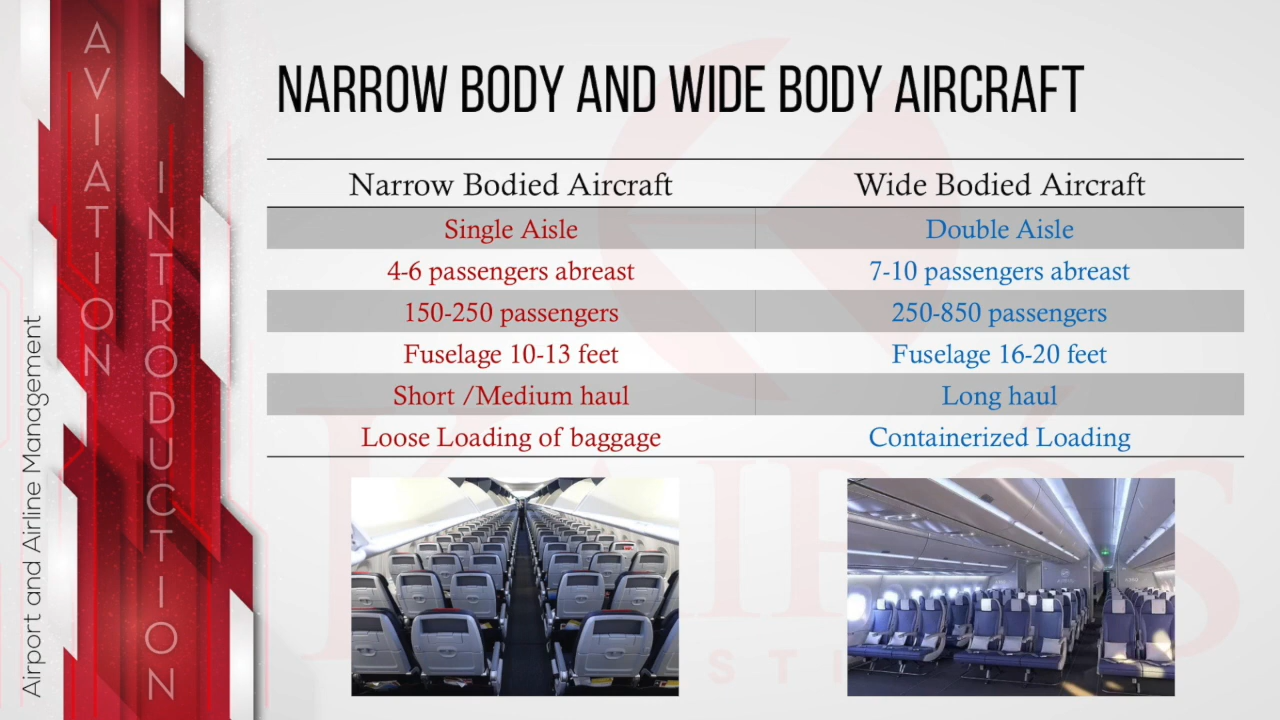 AVIATION
INTRODUCTION
Airport and Airline Management
NARROW BODY AND WIDE BODY AIRCRAFT
Narrow Bodied Aircraft Wide Bodied Aircraft
Single Aisle Double Aisle
4-6 passengers abreast 7-10 passengers abreast
150-250 passengers 250-850 passengers
Fuselage 10-13 feet Fuselage 16-20 feet
Short /Medium haul Long haul
Loose Loading of baggage Containerized Loading